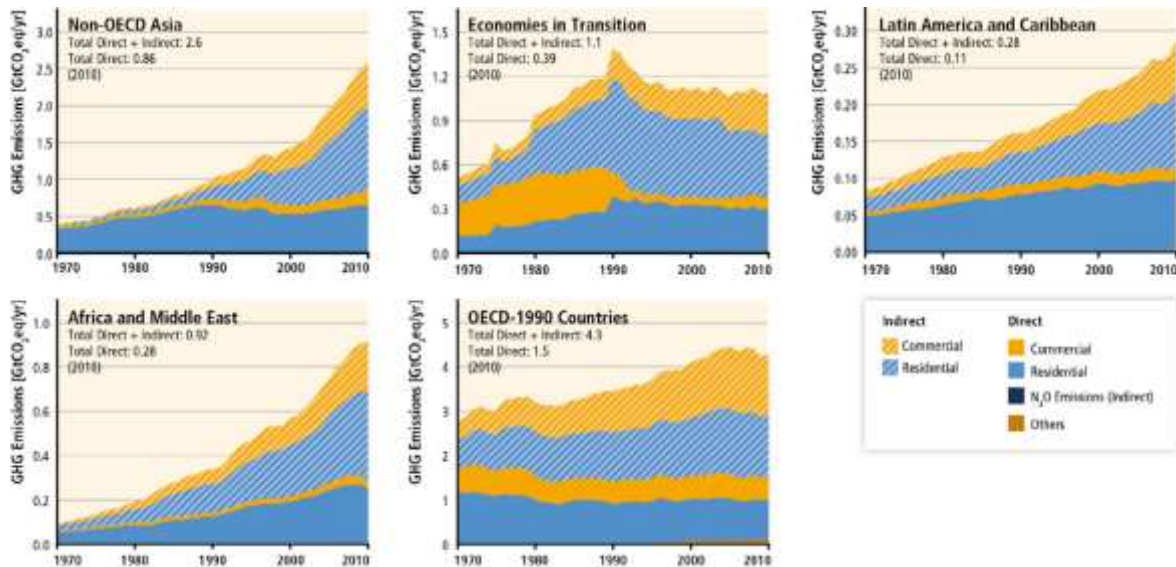 Non-OECD Asia
Total Direct + Indirect: 2.6
Total Direct: 0.86
(2010)
GHG Emissions [GtCO2eq/yr]
3.0
2.5
2.0
1.5
1.0
0.5
0.0
1970 1980 1990 2000 2010
Economies in Transition
Total Direct + Indirect: 1.1
Total Direct: 0.39
(2010)
GHG Emissions [GtCO2eq/yr]
1.5
1.2
0.9
0.6
0.3
0.0
1970 1980 1990 2000 2010
Latin America and Caribbean
Total Direct + Indirect: 0.28
Total Direct: 0.11
(2010)
GHG Emissions [GtCO2eq/yr]
0.30
0.25
0.20
0.15
0.10
0.05
0.00
1970 1980 1990 2000 2010
Africa and Middle East
Total Direct + Indirect: 0.92
Total Direct: 0.28
(2010)
GHG Emissions [GtCO2eq/yr]
1.0
0.8
0.6
0.4
0.2
0.0
1970 1980 1990 2000 2010
OECD-1990 Countries
Total Direct + Indirect: 4.3
Total Direct: 1.5
(2010)
GHG Emissions [GtCO2eq/yr]
5
4
3
2
1
0
1970 1980 1990 2000 2010
Indirect
Commercial
Residential
Direct
Commercial
Residential
N2O Emissions (Indirect)
Others